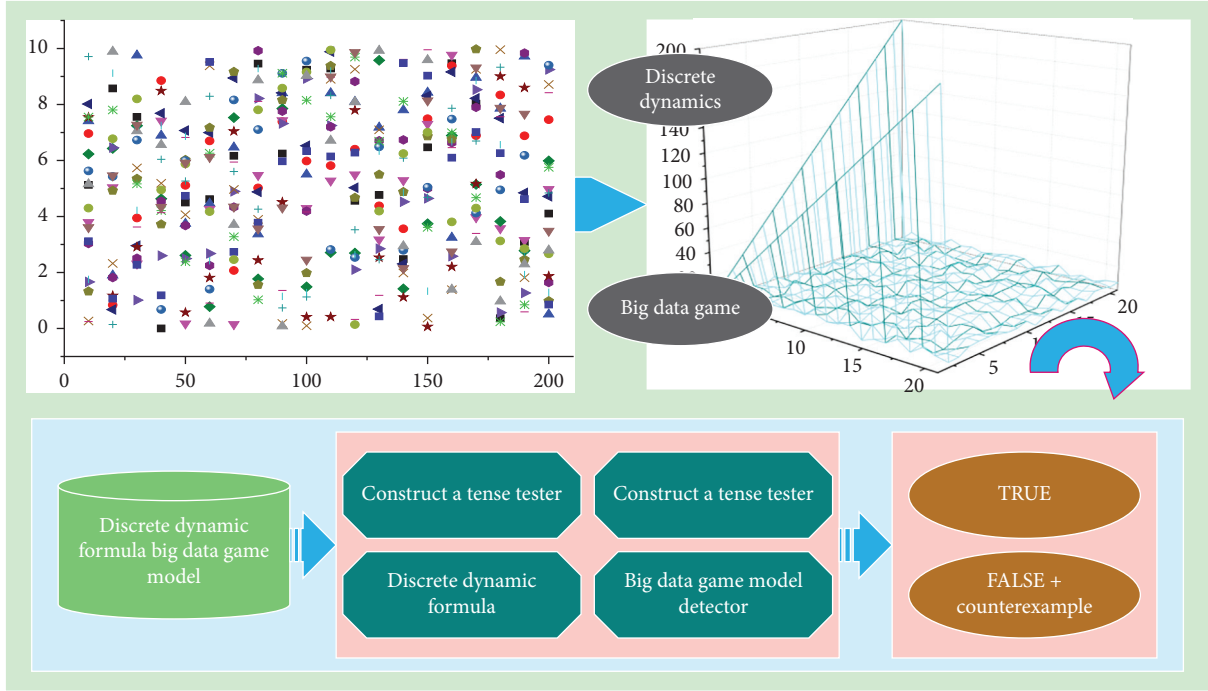 10
8
6
4
2
0
0
50
100
150
200
200
140
120
100
80
60
40
10
15
20
5
20
Discrete
dynamics
Big data game
Discrete dynamic
formula big data game
model
Construct a tense tester
Construct a tense tester
Discrete dynamic
formula
Big data game model
detector
TRUE
FALSE +
counterexample